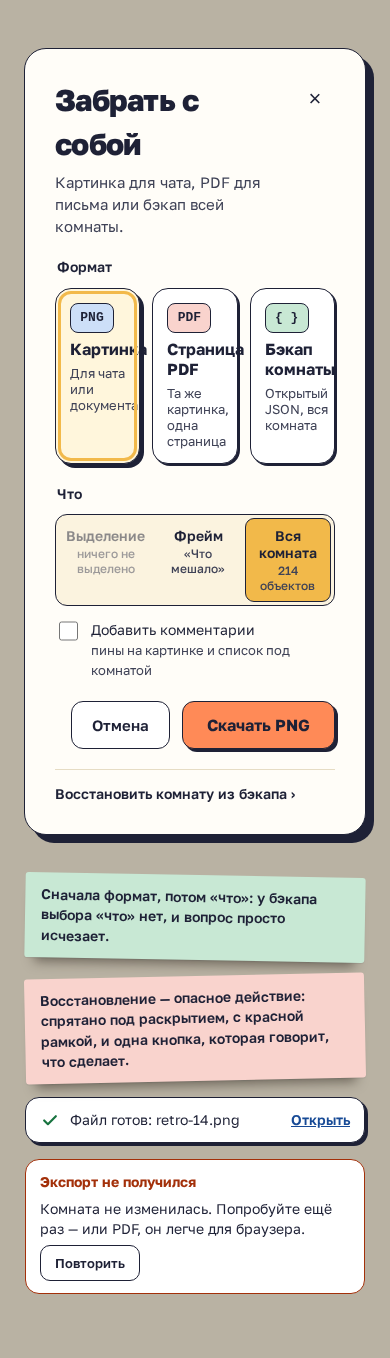 Забрать с
собой
×
Картинка для чата, PDF для
письма или бэкап всей
комнаты.
Формат
PNG
Картинка
Для чата
или
документа
PDF
Страница
PDF
Та же
картинка,
одна
страница
{ }
Бэкап
комнаты
Открытый
JSON, вся
комната
Что
Выделение
ничего не
выделено
Фрейм
«Что
мешало»
Вся
комната
214
объектов
Добавить комментарии
пины на картинке и список под
комнатой
Отмена
Скачать PNG
Восстановить комнату из бэкапа ›
Сначала формат, потом «что»: у бэкапа
выбора «что» нет, и вопрос просто
исчезает.
Восстановление — опасное действие:
спрятано под раскрытием, с красной
рамкой, и одна кнопка, которая говорит,
что сделает.
Файл готов: retro-14.png
Открыть
Экспорт не получился
Комната не изменилась. Попробуйте ещё
раз — или PDF, он легче для браузера.
Повторить